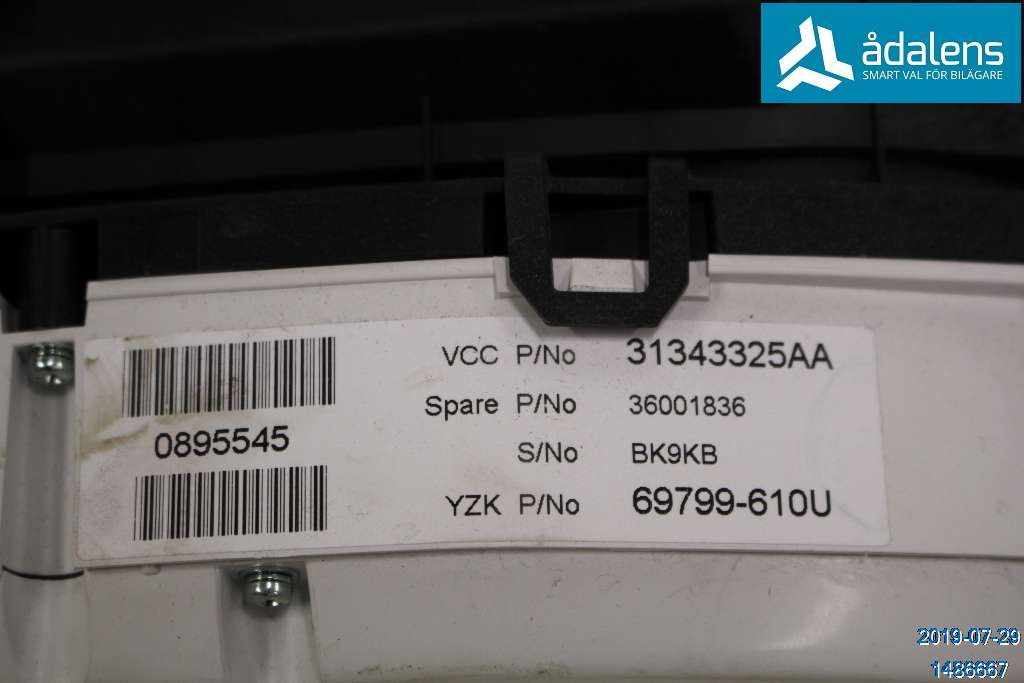 ådalens
SMART VAL FÖR BILÄGARE
VCC P/No 31343325AA
Spare P/No 36001836
0895545
S/No BK9KB
YZK P/No 69799-610U
2019-07-29
1486667